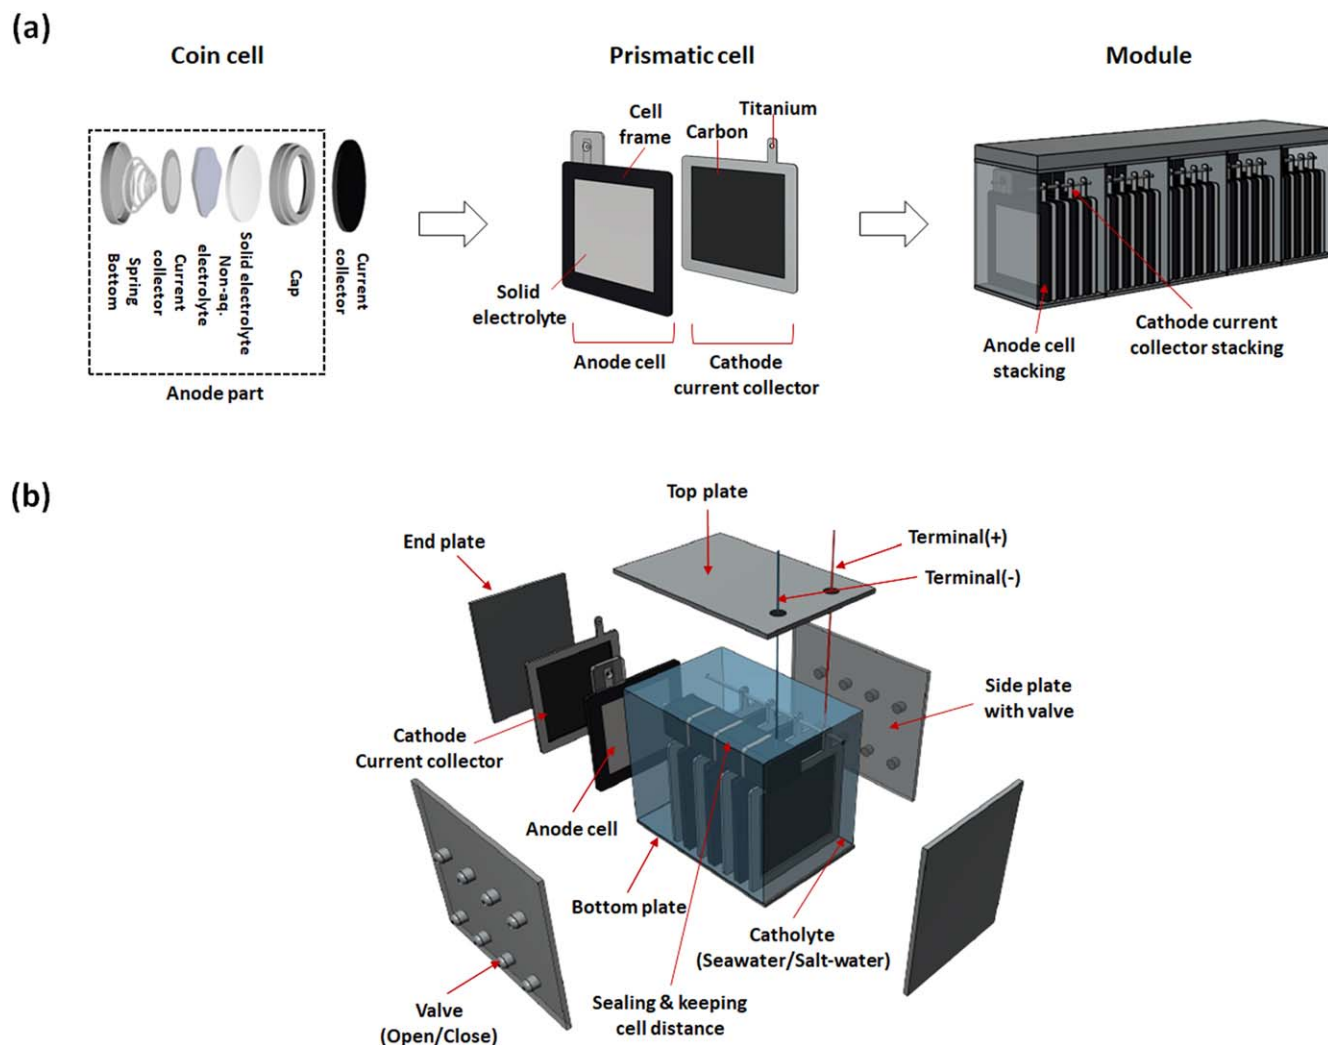 (a)
Coin cell
Prismatic cell
Module
Bottom
Spring
Current
collector
Non-aq.
electrolyte
Solid electrolyte
Cap
Current
collector
Anode part
Cell
frame
Carbon
Titanium
Solid
electrolyte
Anode cell
Cathode
current collector
Anode cell
stacking
Cathode current
collector stacking
(b)
Top plate
End plate
Terminal(+)
Terminal(-)
Side plate
with valve
Cathode
Current collector
Anode cell
Bottom plate
Catholyte
(Seawater/Salt-water)
Sealing & keeping
cell distance
Valve
(Open/Close)